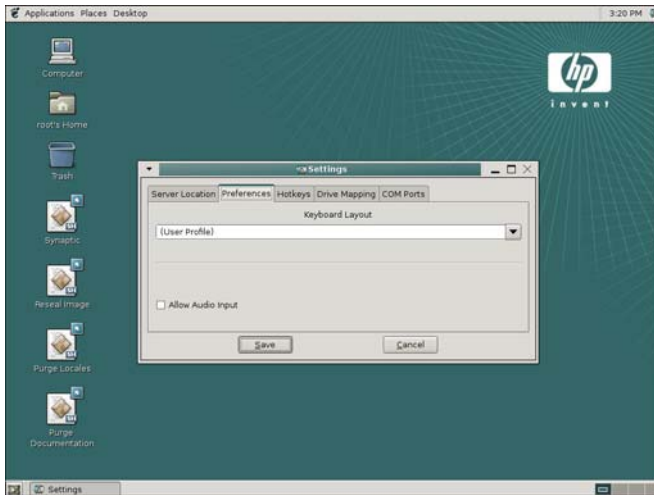 Applications Places Desktop
3:20 PM
Computer
root's Home
Trash
Synaptic
Reseal Image
Purge Locales
Purge
Documentation
hp
invent
Settings
Server Location Preferences Hotkeys Drive Mapping COM Ports
Keyboard Layout
(User Profile)
Allow Audio Input
Save Cancel
Settings